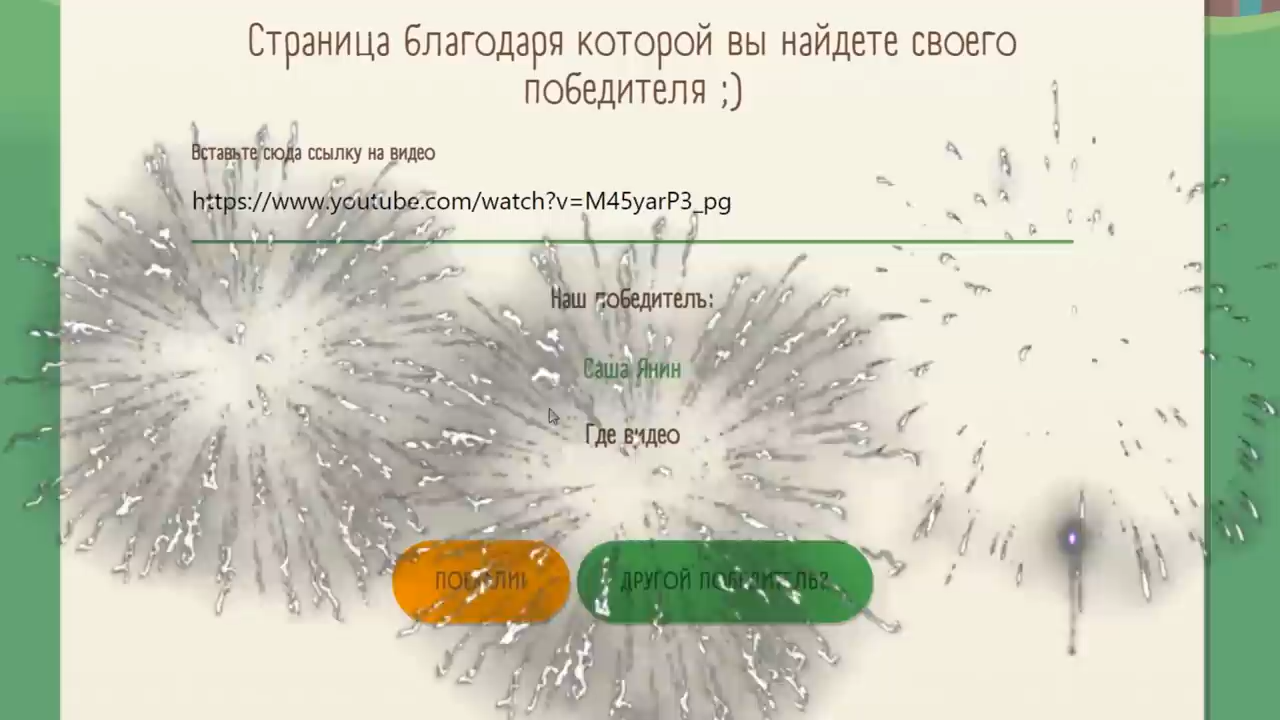 Страница благодаря которой вы найдете своего
победителя ;)
Вставьте сюда ссылку на видео
https://www.youtube.com/watch?v=M45yarP3_pg
Наш победитель:
Саша Янин
Где видео
ДРУГОЙ ПОБЕДИТЕЛЬ?